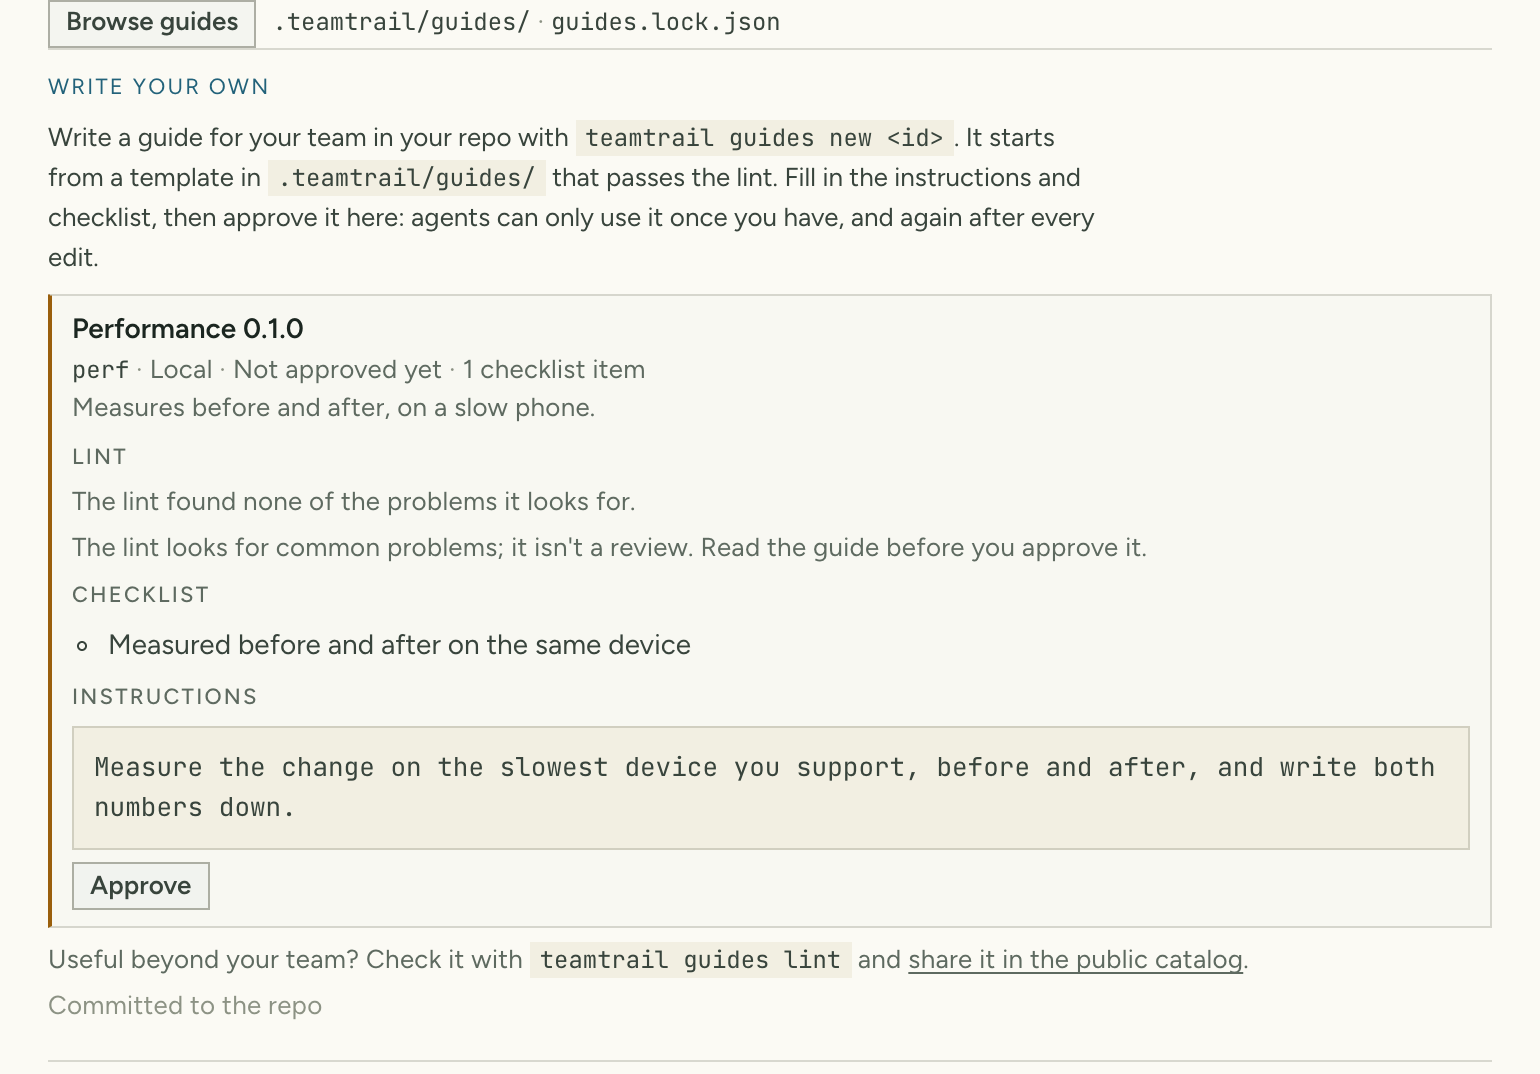 Browse guides .teamtrail/guides/ · guides.lock.json
WRITE YOUR OWN
Write a guide for your team in your repo with teamtrail guides new <id>. It starts
from a template in .teamtrail/guides/ that passes the lint. Fill in the instructions and
checklist, then approve it here: agents can only use it once you have, and again after every
edit.
Performance 0.1.0
perf · Local · Not approved yet · 1 checklist item
Measures before and after, on a slow phone.
LINT
The lint found none of the problems it looks for.
The lint looks for common problems; it isn't a review. Read the guide before you approve it.
CHECKLIST
Measured before and after on the same device
INSTRUCTIONS
Measure the change on the slowest device you support, before and after, and write both
numbers down.
Approve
Useful beyond your team? Check it with teamtrail guides lint and share it in the public catalog.
Committed to the repo